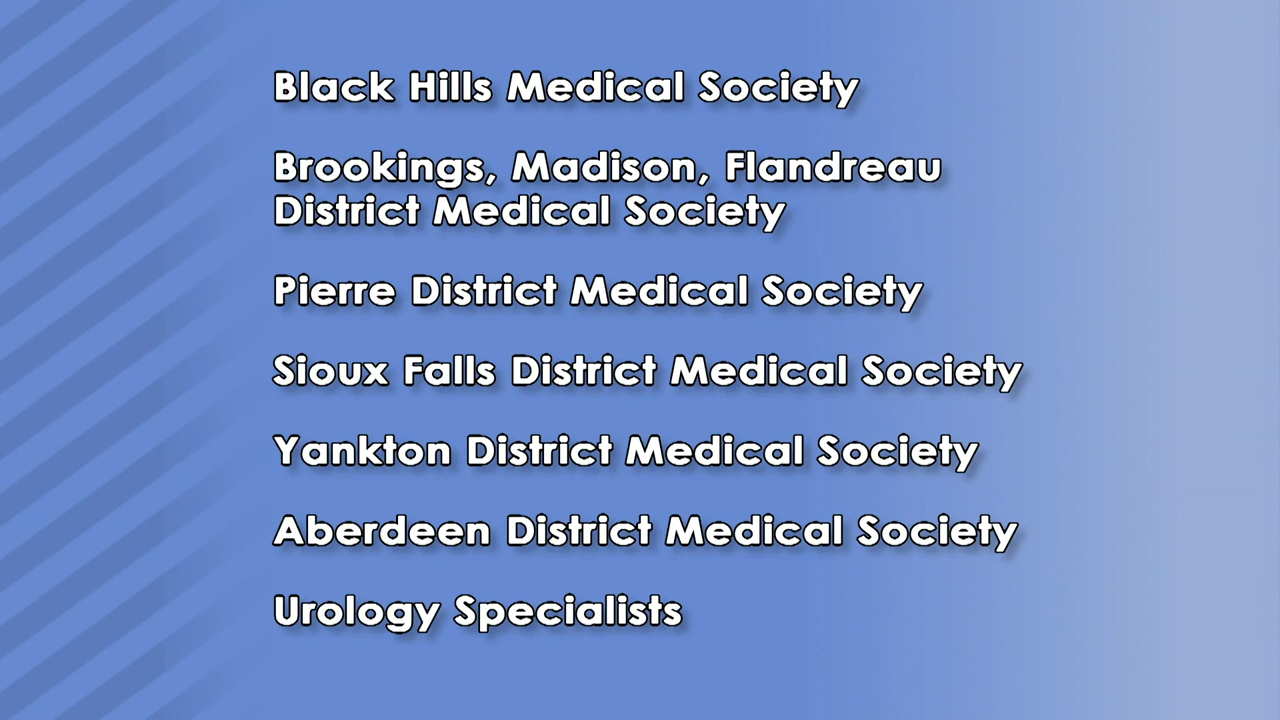 Black Hills Medical Society
Brookings, Madison, Flandreau
District Medical Society
Pierre District Medical Society
Sioux Falls District Medical Society
Yankton District Medical Society
Aberdeen District Medical Society
Urology Specialists